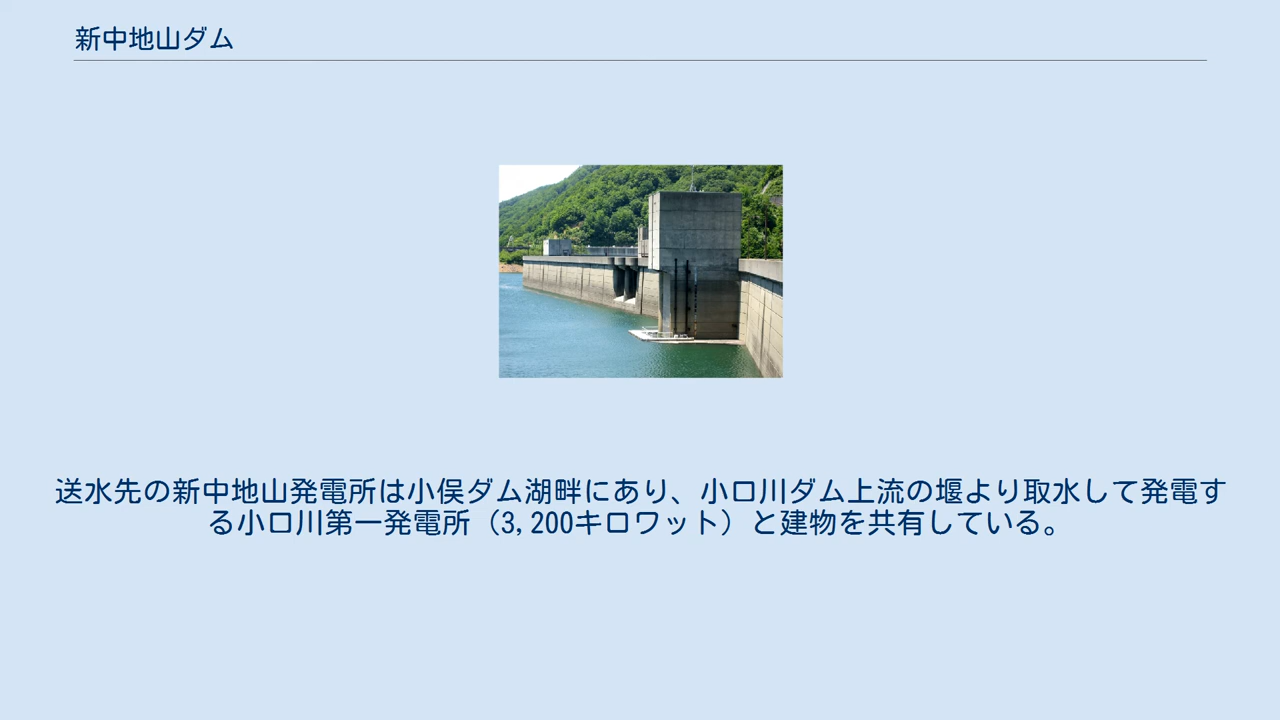 新中地山ダム
送水先の新中地山発電所は小俣ダム湖畔にあり、小口川ダム上流の堰より取水して発電す
る小口川第一発電所（3,200キロワット）と建物を共有している。